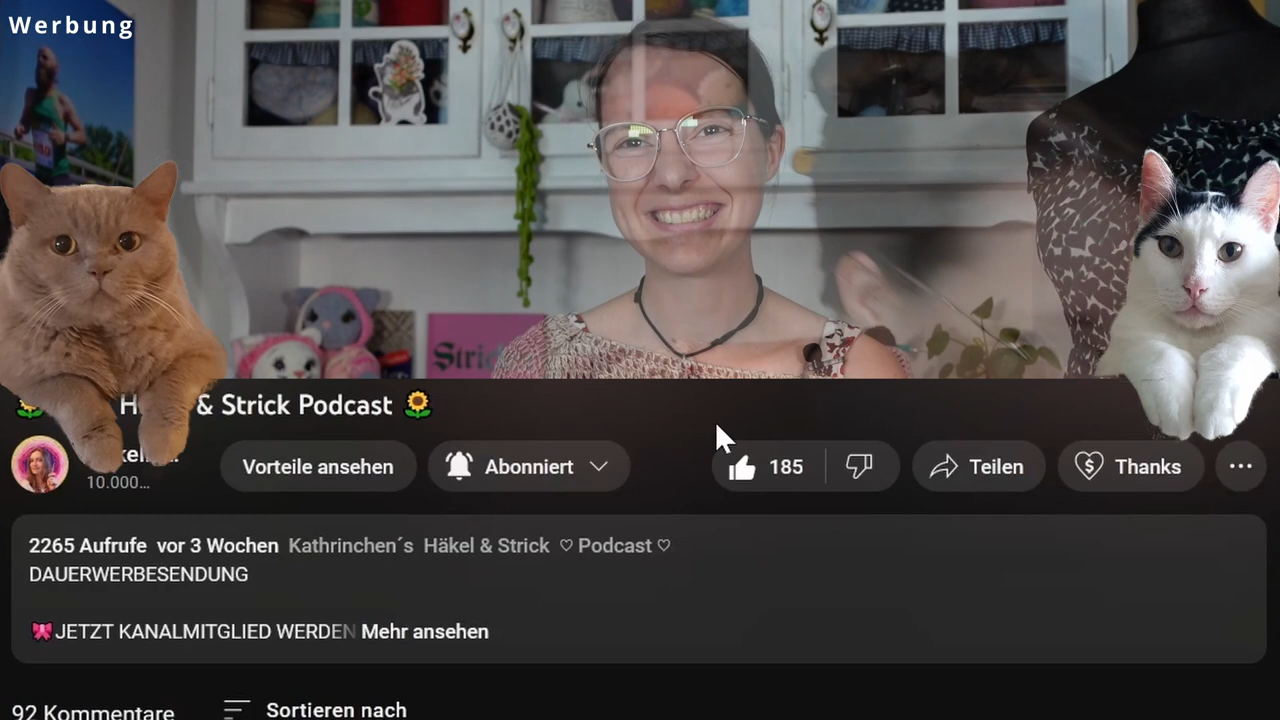 Werbung
Strick
& Strick Podcast
10.000...
Vorteile ansehen
Abonniert
185
Teilen
Thanks
2265 Aufrufe vor 3 Wochen Kathrinchen´s Häkel & Strick ♡ Podcast ♡
DAUERWERBESENDUNG
JETZT KANALMITGLIED WERDEN Mehr ansehen
92 Kommentare
Sortieren nach